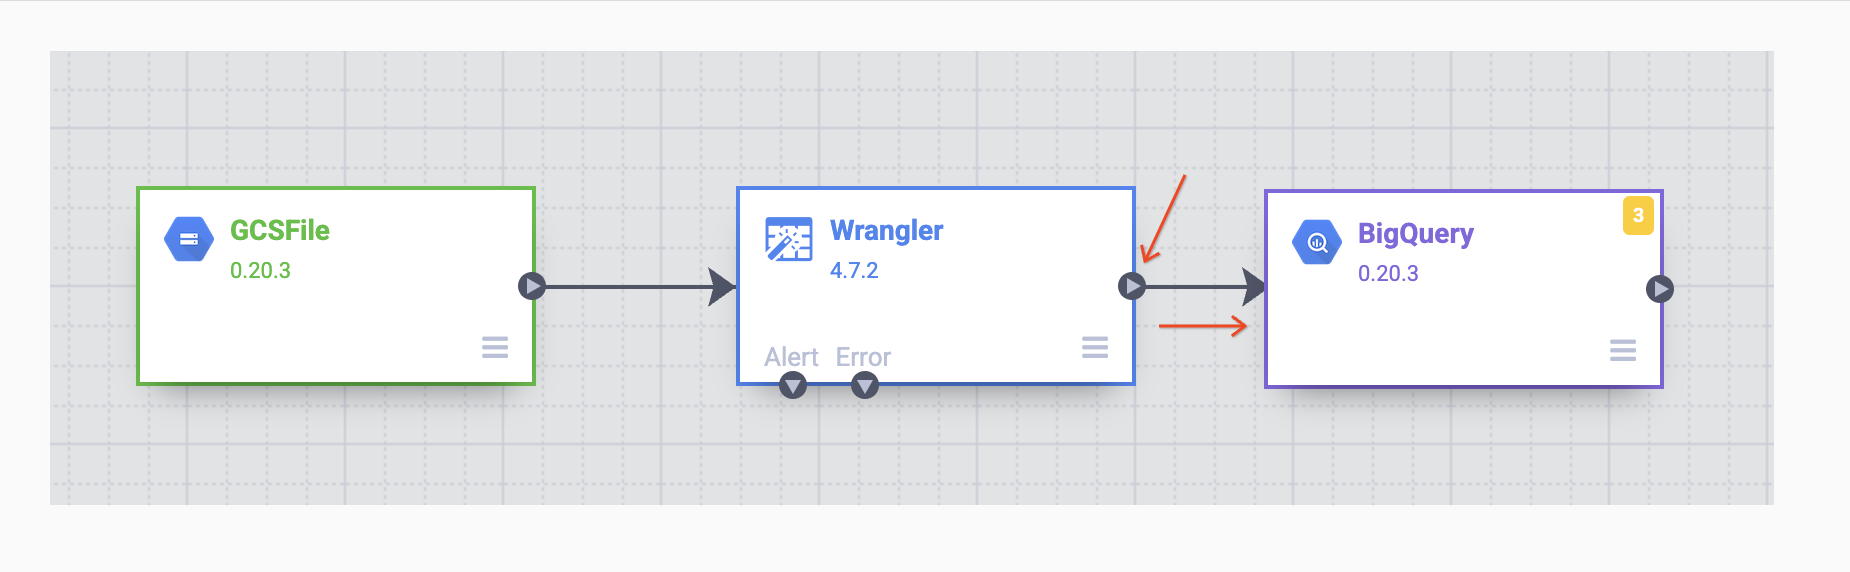 GCSFile
0.20.3
Wrangler
4.7.2
Alert Error
3
BigQuery
0.20.3